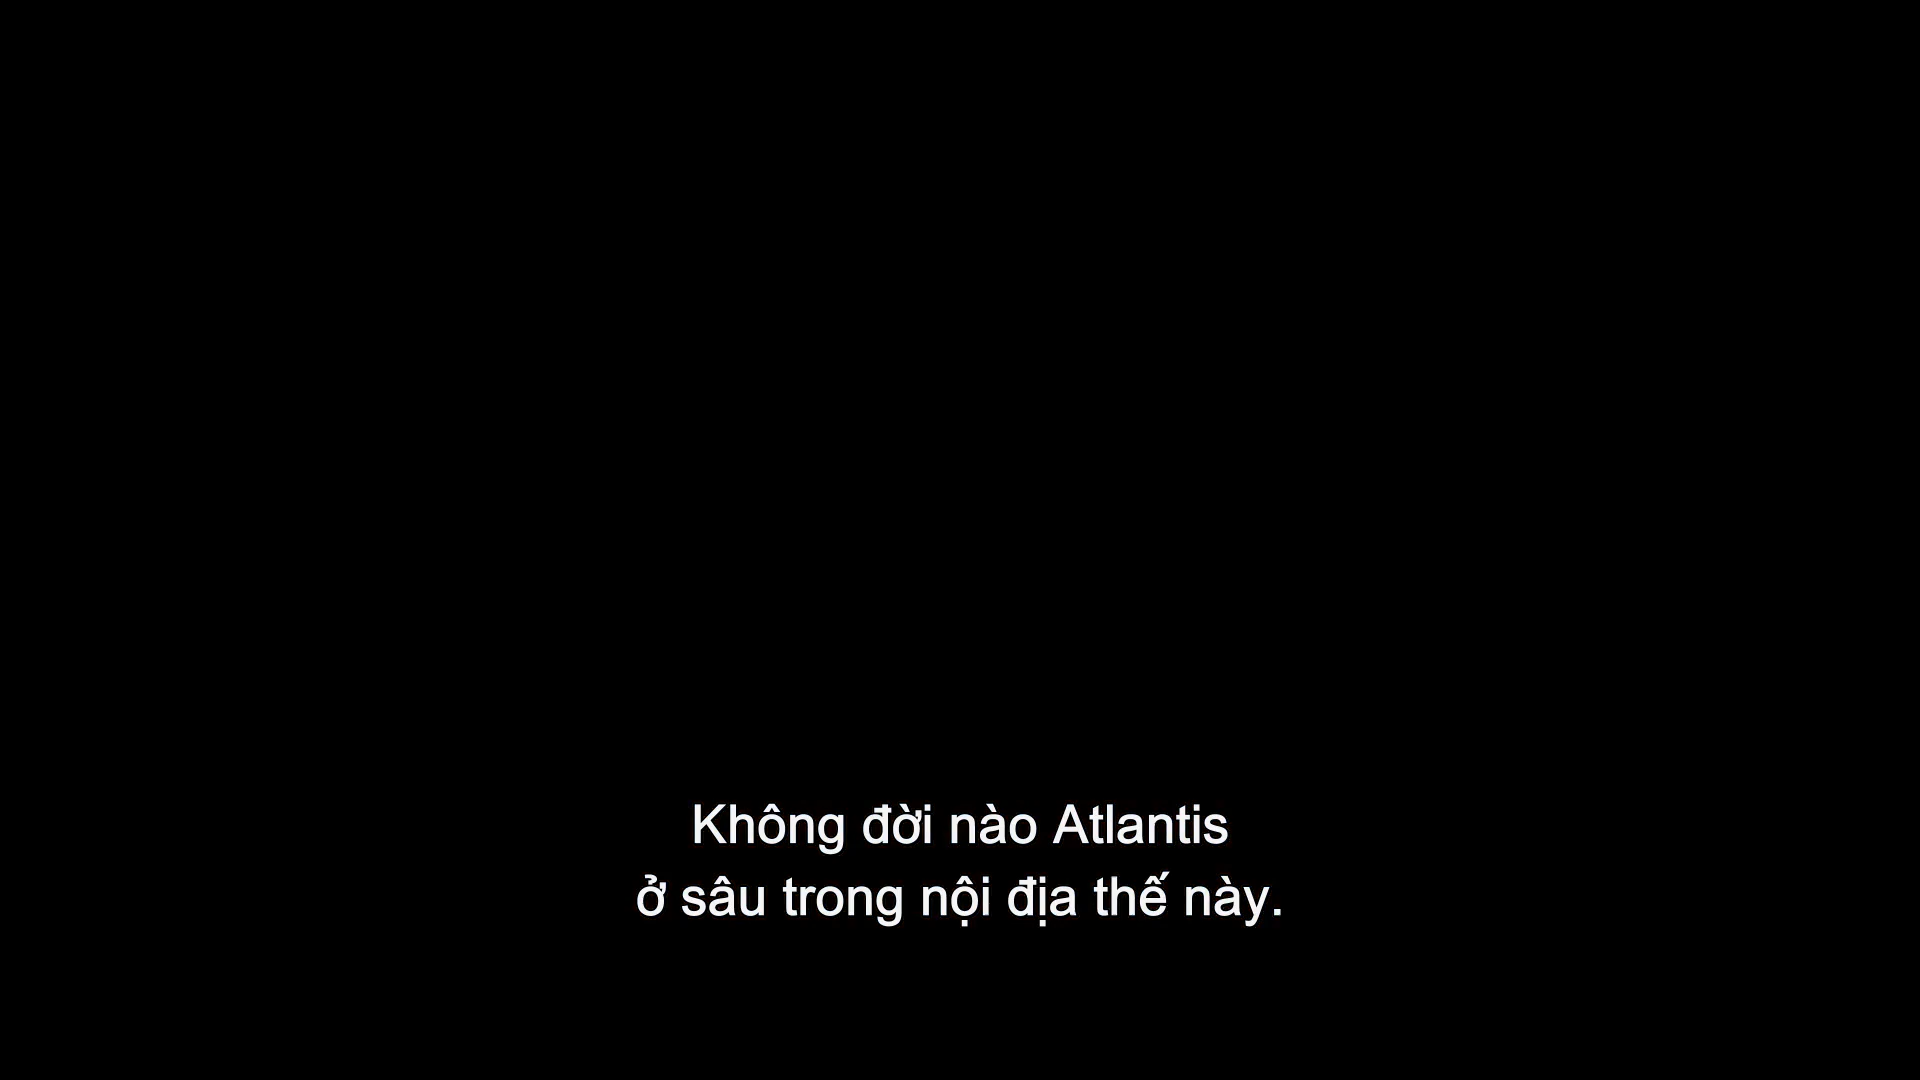 Không đời nào Atlantis
ở sâu trong nội địa thế này.